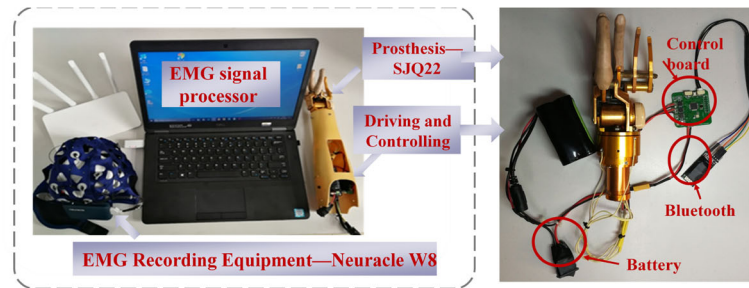 EMG signal
processor
Prosthesis—
SJQ22
Driving and
Controlling
EMG Recording Equipment—Neuracle W8
Control
board
Bluetooth
Battery